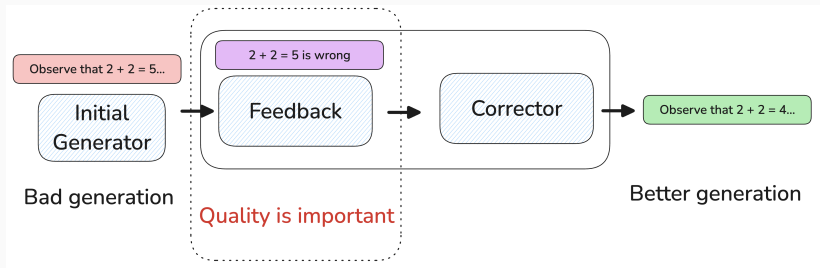 Observe that 2 + 2 = 5...
Initial
Generator
Bad generation
2 + 2 = 5 is wrong
Feedback
Quality is important
Corrector
Observe that 2 + 2 = 4...
Better generation